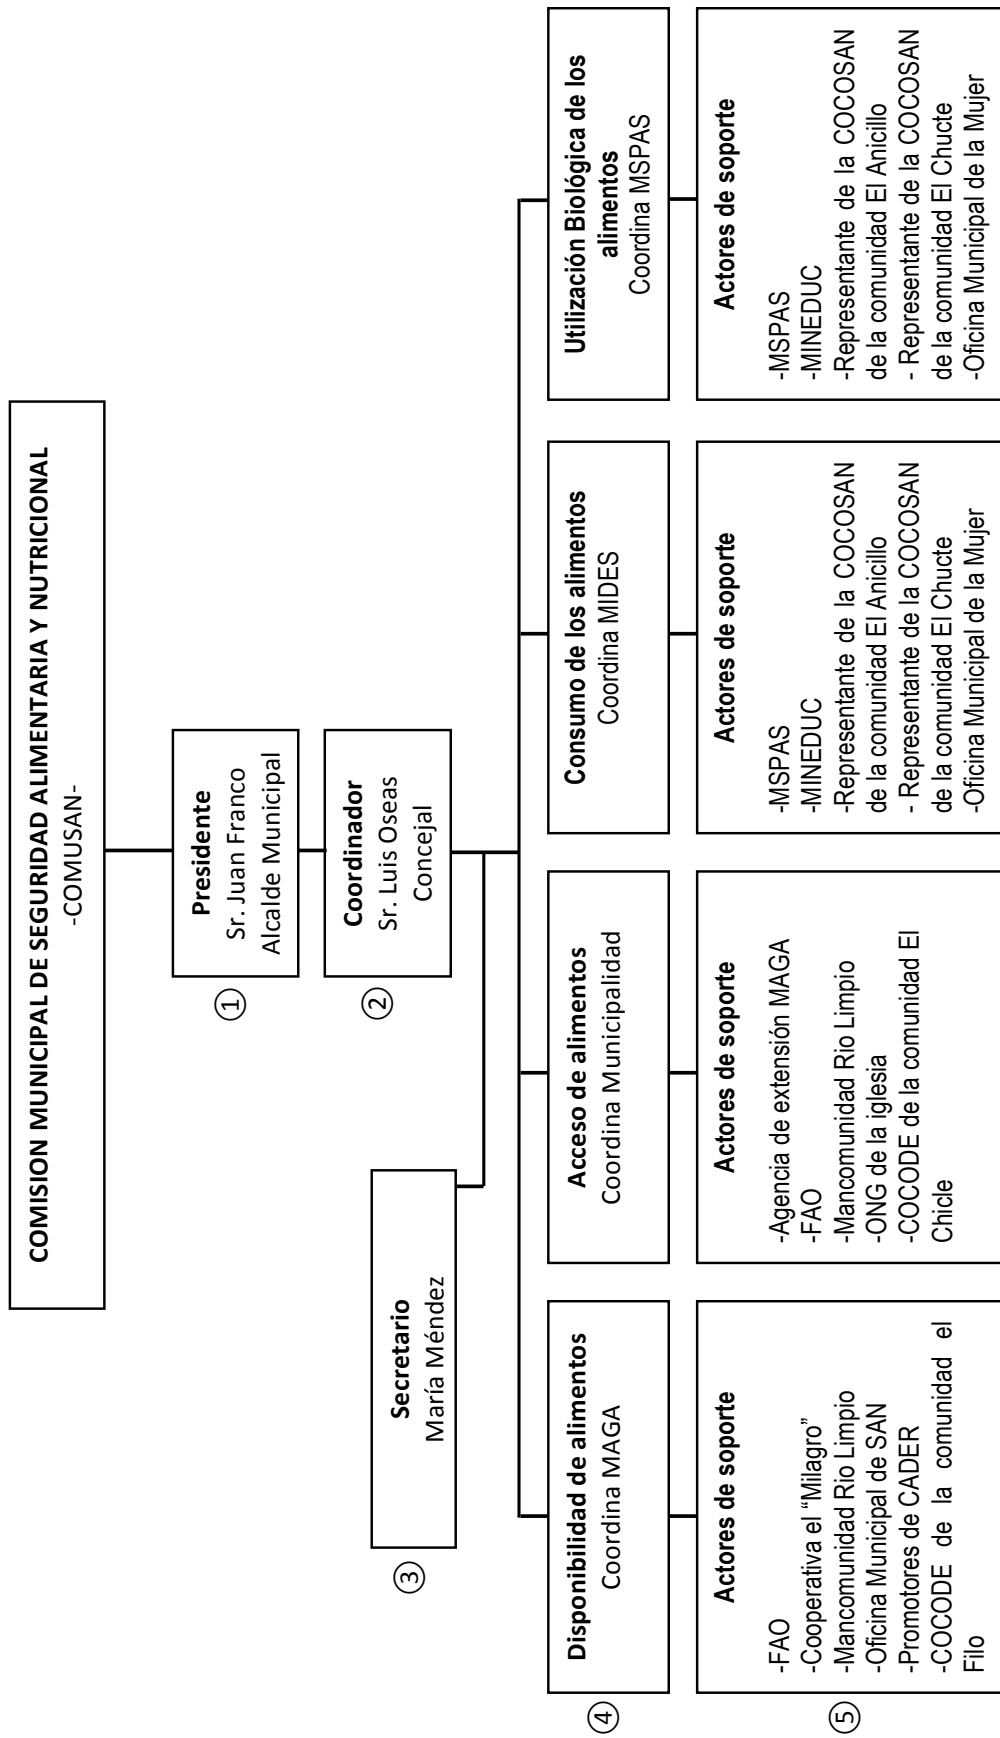 COMISION MUNICIPAL DE SEGURIDAD ALIMENTARIA Y NUTRICIONAL
-COMUSAN-
①
Presidente
Sr. Juan Franco
Alcalde Municipal
②
Coordinador
Sr. Luis Oseas
Concejal
③
Secretario
María Méndez
④
Disponibilidad de alimentos
Coordina MAGA
Acceso de alimentos
Coordina Municipalidad
Consumo de los alimentos
Coordina MIDES
Utilización Biológica de los
alimentos
Coordina MSPAS
⑤
Actores de soporte
-FAO
-Cooperativa el “Milagro”
-Mancomunidad Rio Limpio
-Oficina Municipal de SAN
-Promotores de CADER
-COCODE de la comunidad el
Filo
Actores de soporte
-Agencia de extensión MAGA
-FAO
-Mancomunidad Rio Limpio
-ONG de la iglesia
-COCODE de la comunidad El
Chicle
Actores de soporte
-MSPAS
-MINEDUC
-Representante de la COCOSAN
de la comunidad El Anicillo
- Representante de la COCOSAN
de la comunidad El Chucte
-Oficina Municipal de la Mujer
Actores de soporte
-MSPAS
-MINEDUC
-Representante de la COCOSAN
de la comunidad El Anicillo
- Representante de la COCOSAN
de la comunidad El Chucte
-Oficina Municipal de la Mujer